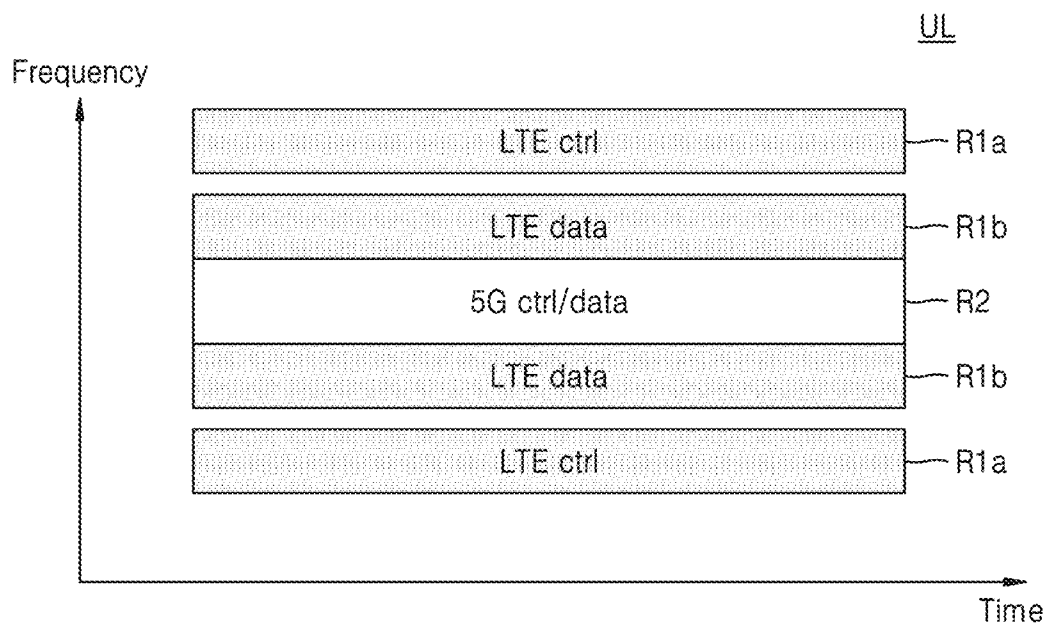 UL
Frequency
LTE ctrl
R1a
LTE data
R1b
5G ctrl/data
R2
LTE data
R1b
LTE ctrl
R1a
Time